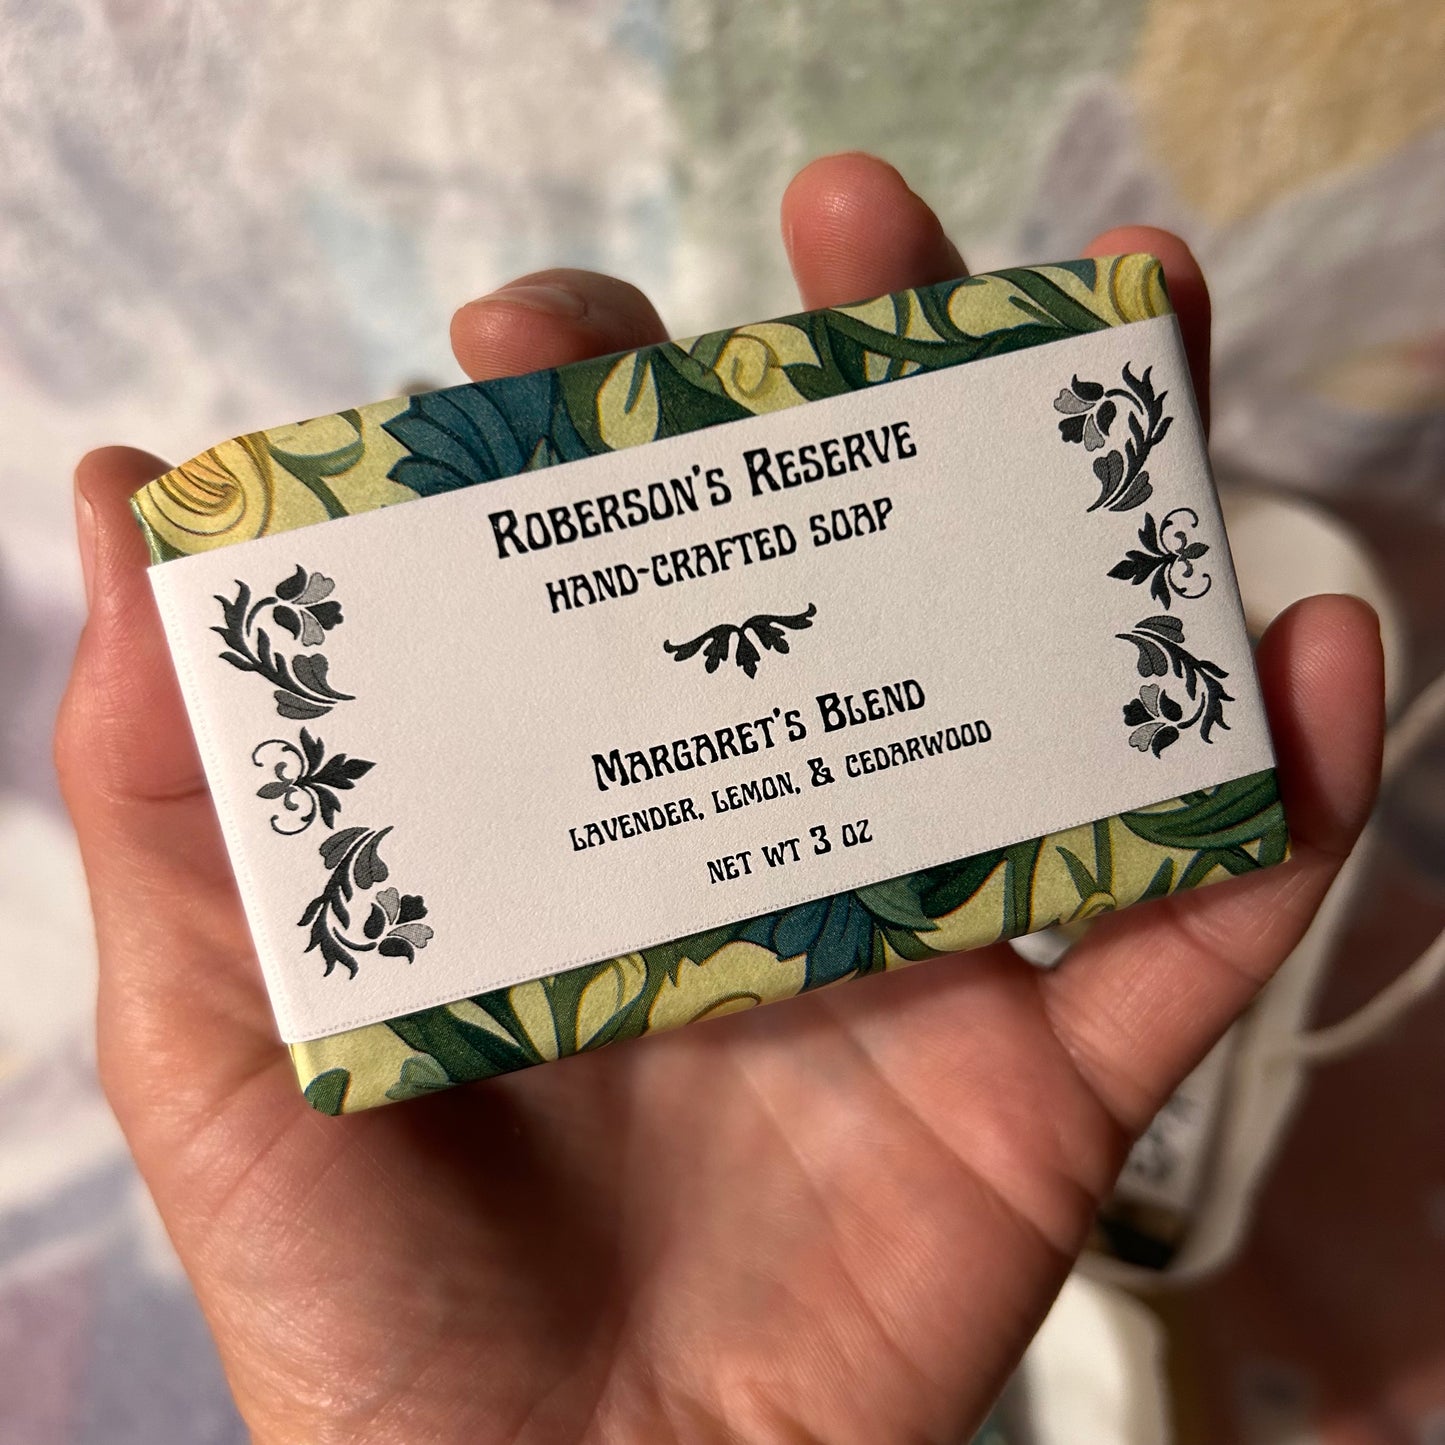 Roberson's Reserve
hand-crafted soap
Margaret's Blend
lavender, lemon, & cedarwood
net wt 3 oz